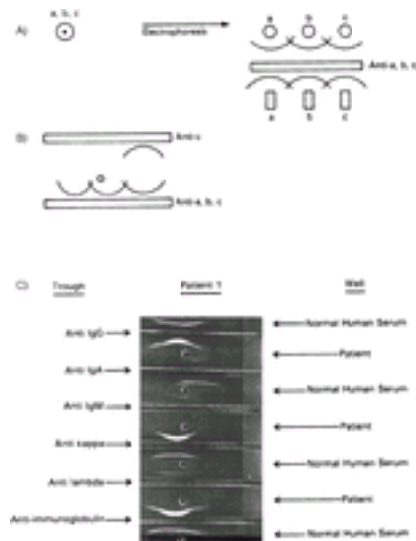 A)
a, b, c
Electrophoresis
a b c
Anti-a, b, c
a b c
B)
Anti-c
Anti-a, b, c
C)
Trough
Patient 1
Well
Anti IgG
Anti IgA
Anti IgM
Anti kappa
Anti lambda
Anti-immunoglobulin
Normal Human Serum
Patient
Normal Human Serum
Patient
Normal Human Serum
Patient
Normal Human Serum